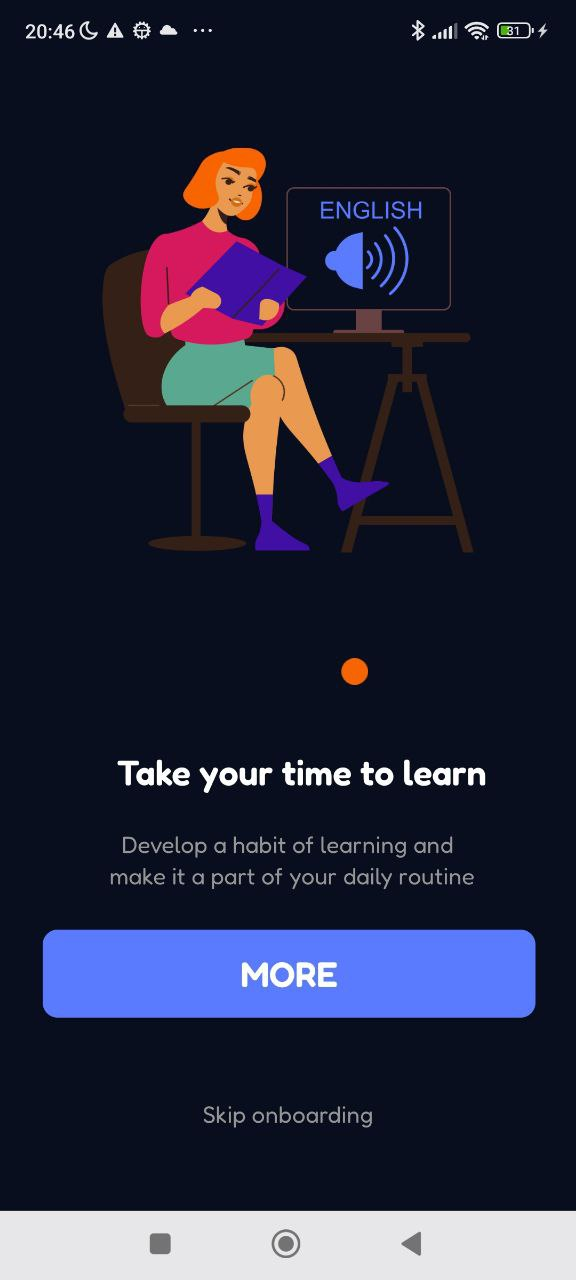 20:46
31
ENGLISH
Take your time to learn
Develop a habit of learning and
make it a part of your daily routine
MORE
Skip onboarding